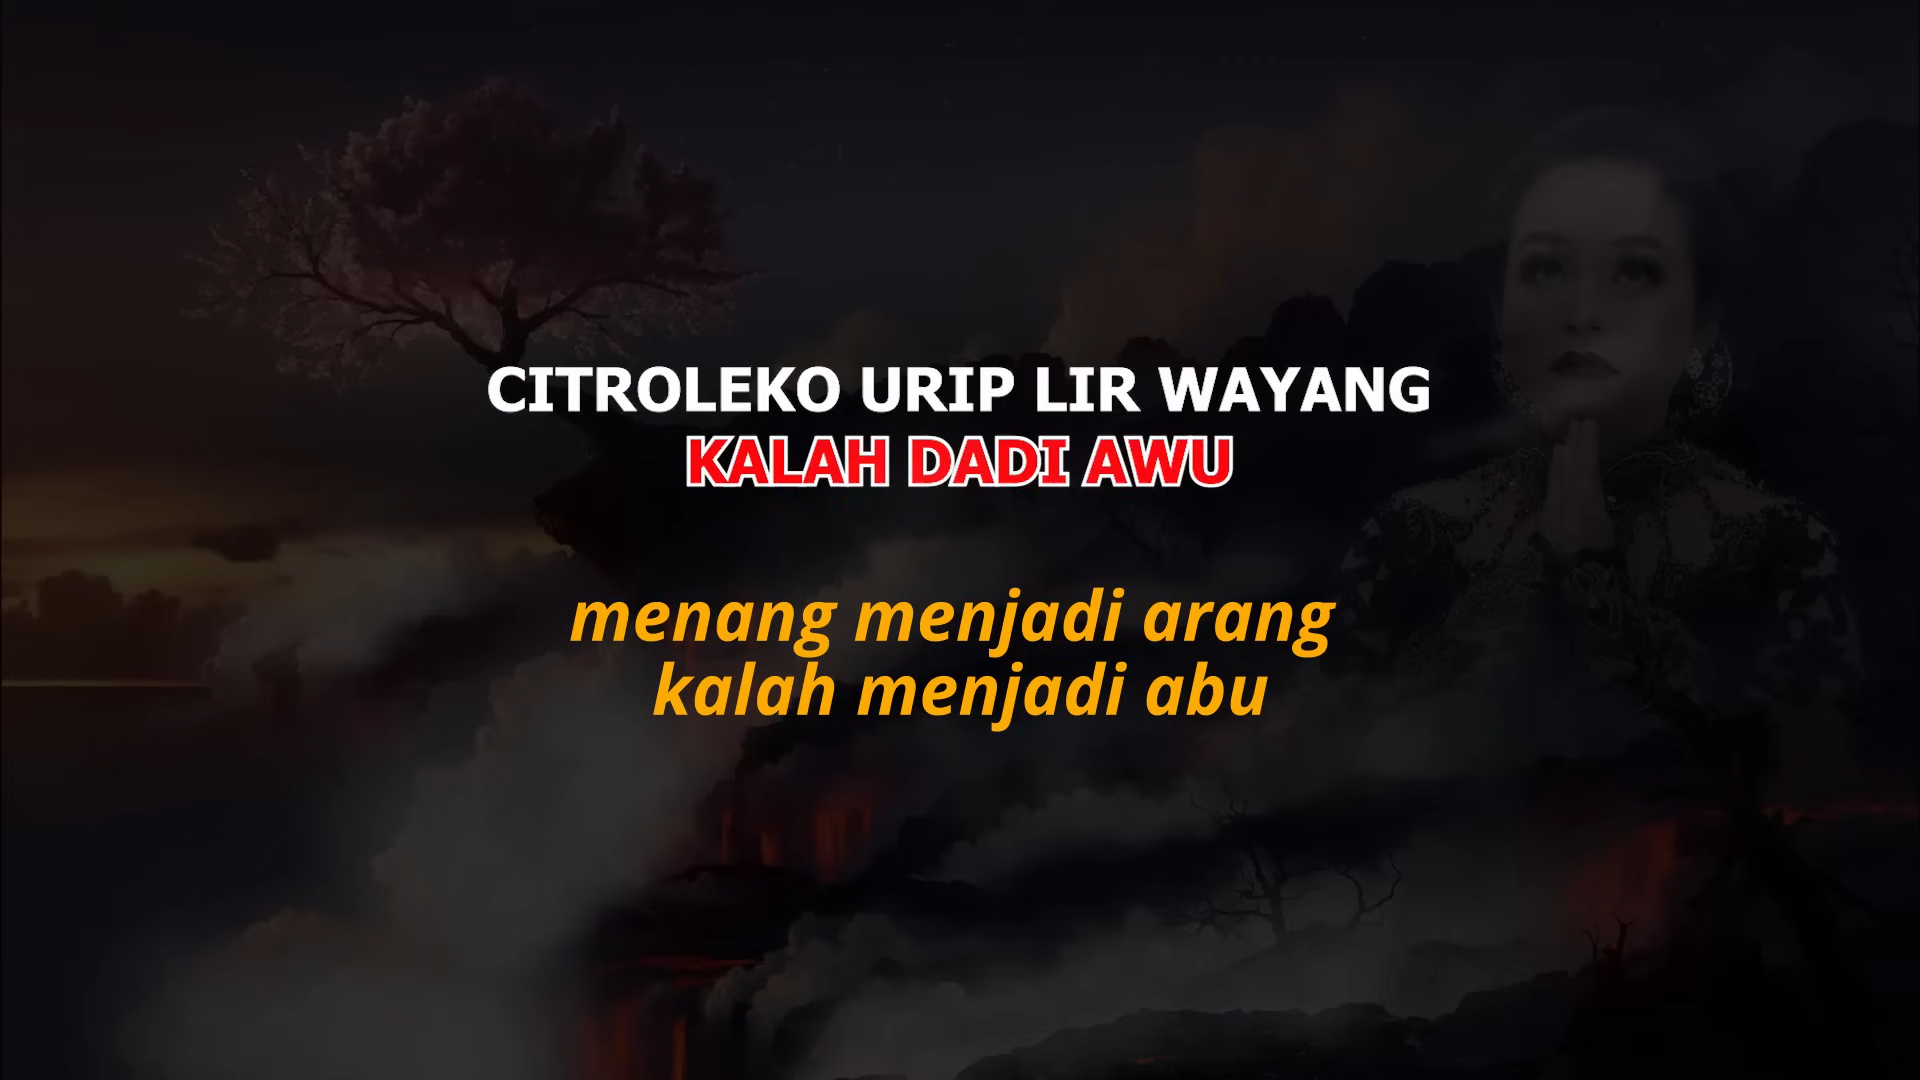 CITROLEKO URIP LIR WAYANG
KALAH DADI AWU
menang menjadi arang
kalah menjadi abu